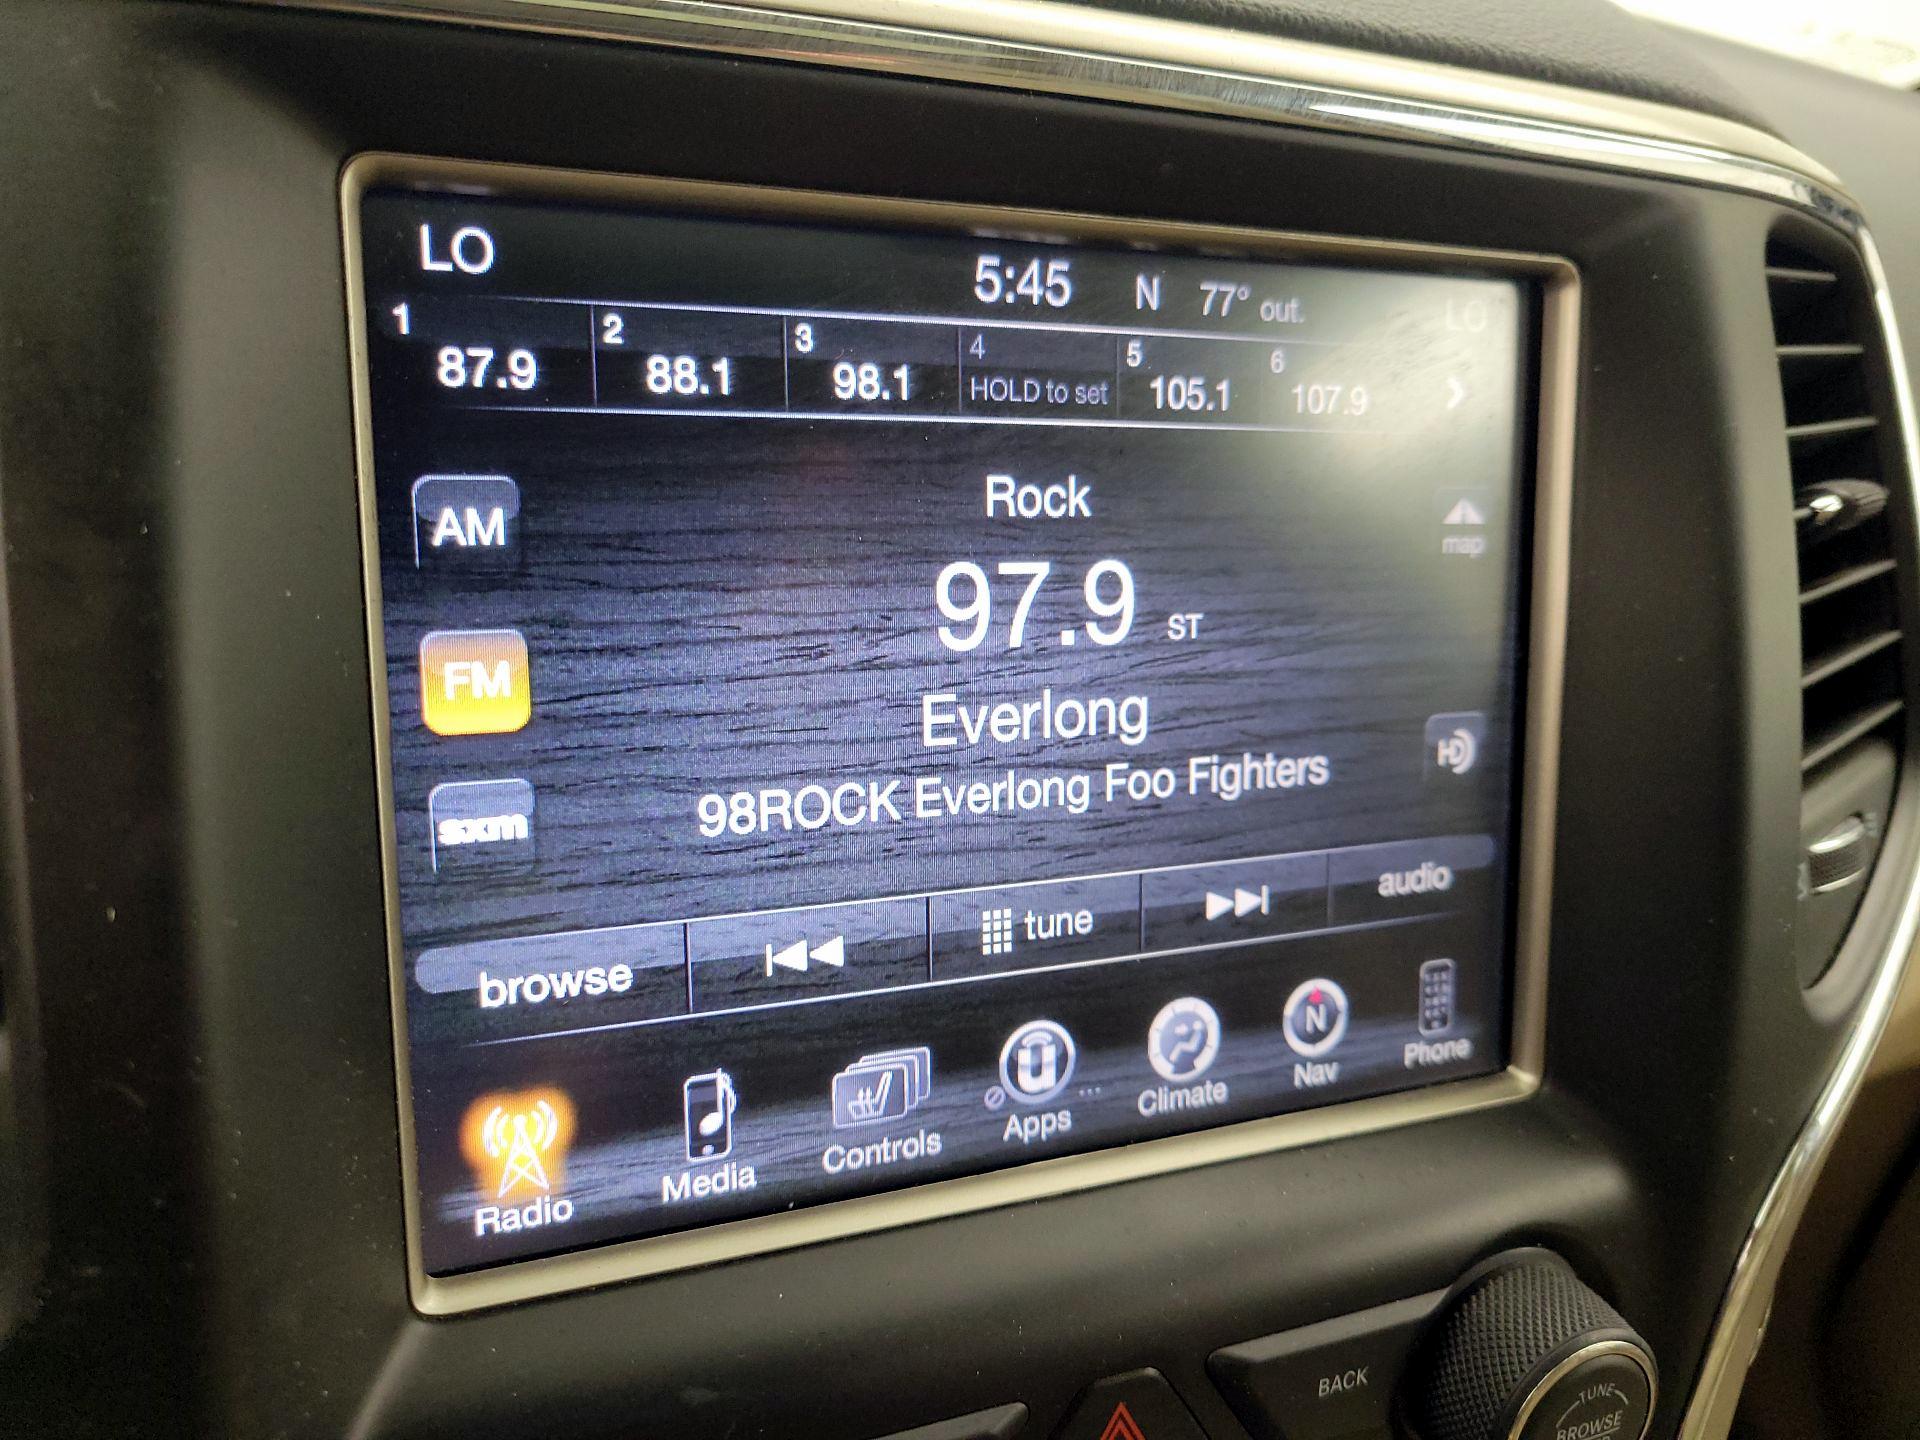 LO 5:45 N 77° out. LO
1 2 3 4 5 6
87.9 88.1 98.1 HOLD to set 105.1 107.9
AM
Rock
map
97.9 ST
FM
Everlong
HD
98ROCK Everlong Foo Fighters
sxm
browse tune audio
N
Radio Media Controls Apps ... Climate Nav Phone
BACK
TUNE
BROWSE